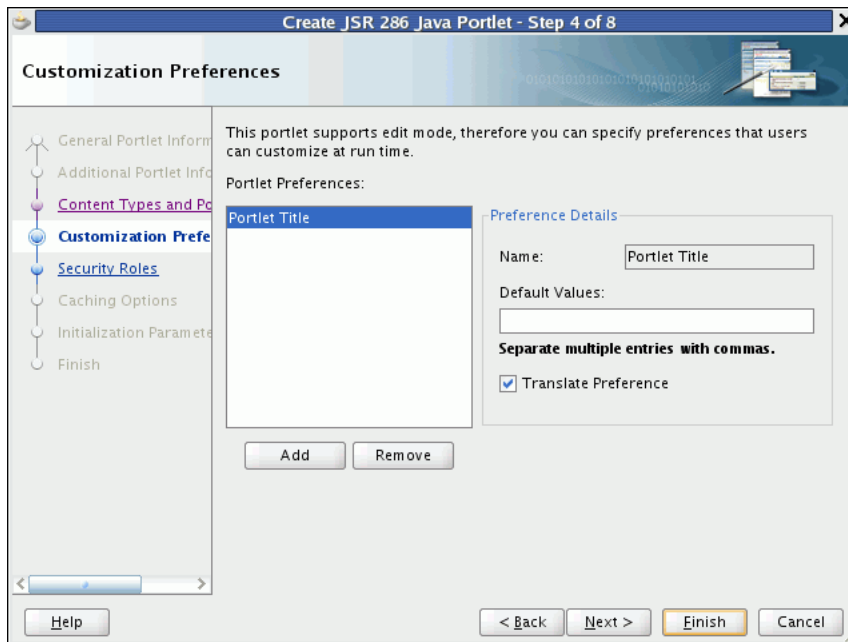 Create JSR 286 Java Portlet - Step 4 of 8
Customization Preferences
General Portlet Inform
Additional Portlet Info
Content Types and Po
Customization Prefe
Security Roles
Caching Options
Initialization Paramete
Finish
This portlet supports edit mode, therefore you can specify preferences that users
can customize at run time.
Portlet Preferences:
Portlet Title
Preference Details
Name:
Portlet Title
Default Values:
Separate multiple entries with commas.
Translate Preference
Add
Remove
Help
< Back
Next >
Finish
Cancel